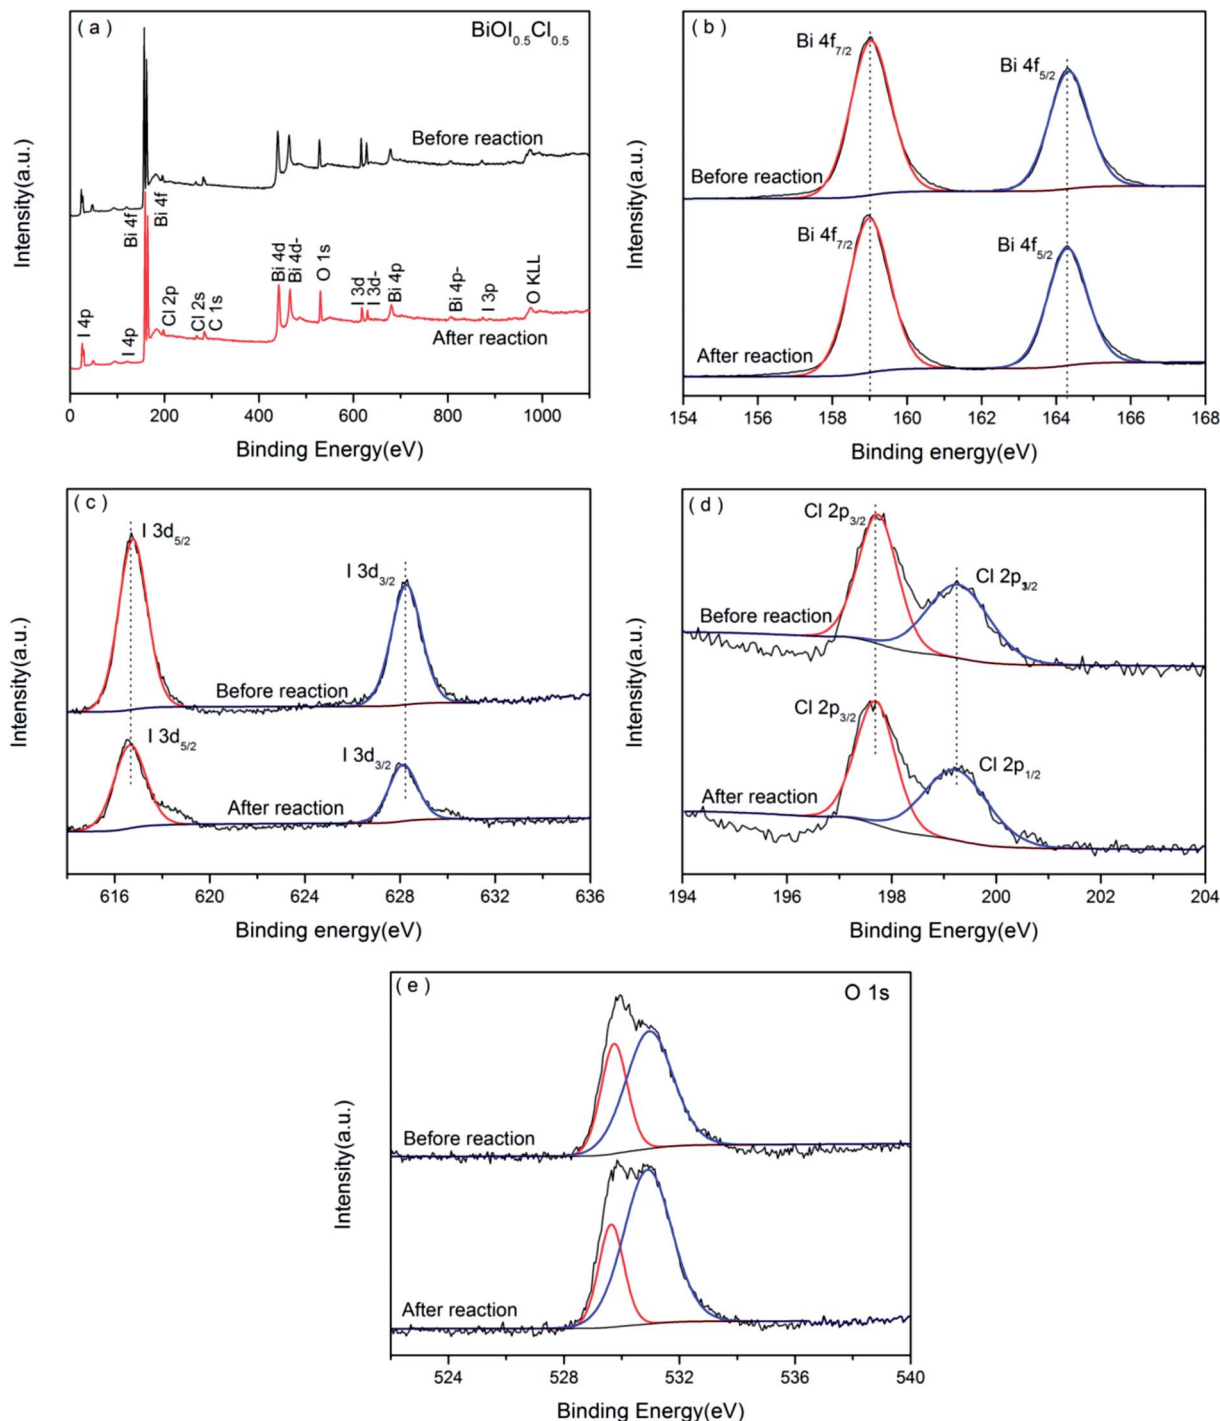 ( a )
BiOI0.5Cl0.5
Before reaction
Bi 4f
Bi 4f
I 4p
I 4p
Cl 2p
Cl 2s
C 1s
Bi 4d
Bi 4d-
O 1s
I 3d
I 3d-
Bi 4p
Bi 4p-
I 3p
O KLL
After reaction
Intensity(a.u.)
0 200 400 600 800 1000
Binding Energy(eV)
( b )
Bi 4f7/2
Bi 4f5/2
Before reaction
Bi 4f7/2
Bi 4f5/2
After reaction
Intensity(a.u.)
154 156 158 160 162 164 166 168
Binding energy(eV)
( c )
I 3d5/2
I 3d3/2
Before reaction
I 3d5/2
I 3d3/2
After reaction
Intensity(a.u.)
616 620 624 628 632 636
Binding energy(eV)
( d )
Cl 2p3/2
Cl 2p/2
Before reaction
Cl 2p3/2
Cl 2p1/2
After reaction
Intensity(a.u.)
194 196 198 200 202 204
Binding Energy(eV)
( e )
O 1s
Before reaction
After reaction
Intensity(a.u.)
524 528 532 536 540
Binding Energy(eV)